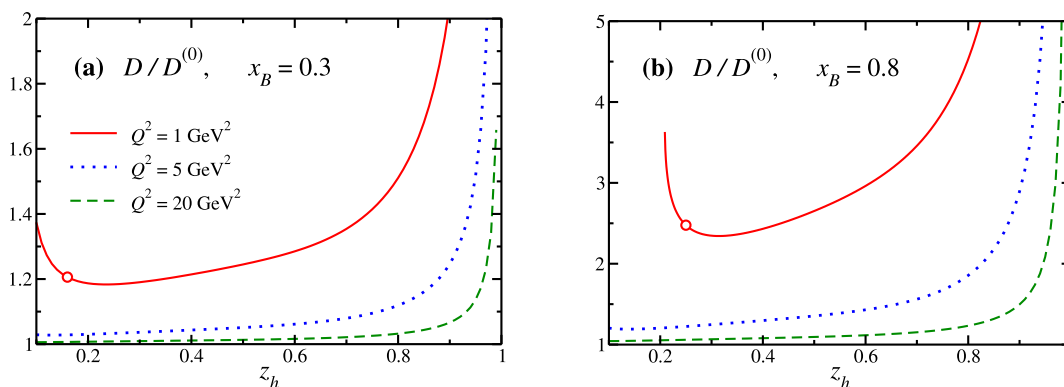 2
1.8
1.6
1.4
1.2
1
(a) D / D^(0), x_B = 0.3
Q^2 = 1 GeV^2
Q^2 = 5 GeV^2
Q^2 = 20 GeV^2
0.2 0.4 0.6 0.8 1
z_h
5
4
3
2
1
(b) D / D^(0), x_B = 0.8
0.2 0.4 0.6 0.8
z_h